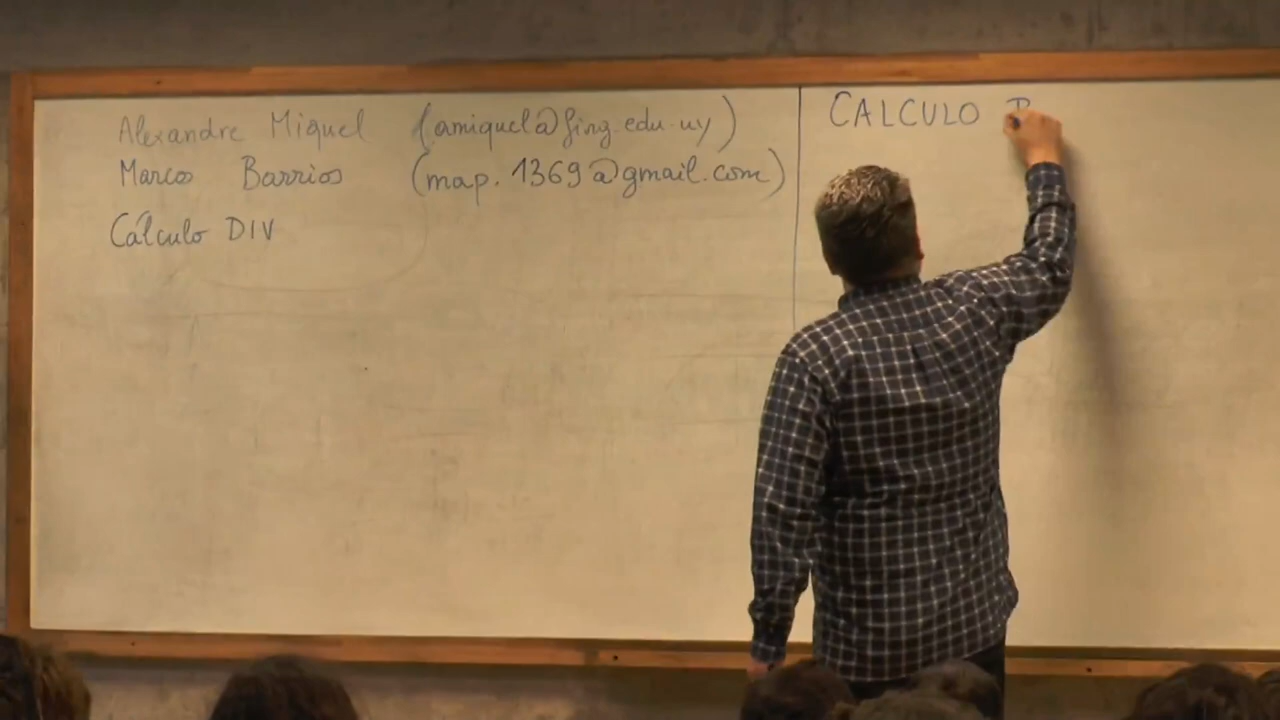 Alexandre Miquel (amiquel@fing.edu.uy)
Marcos Barrios (map.1369@gmail.com)
Cálculo DIV
CALCULO